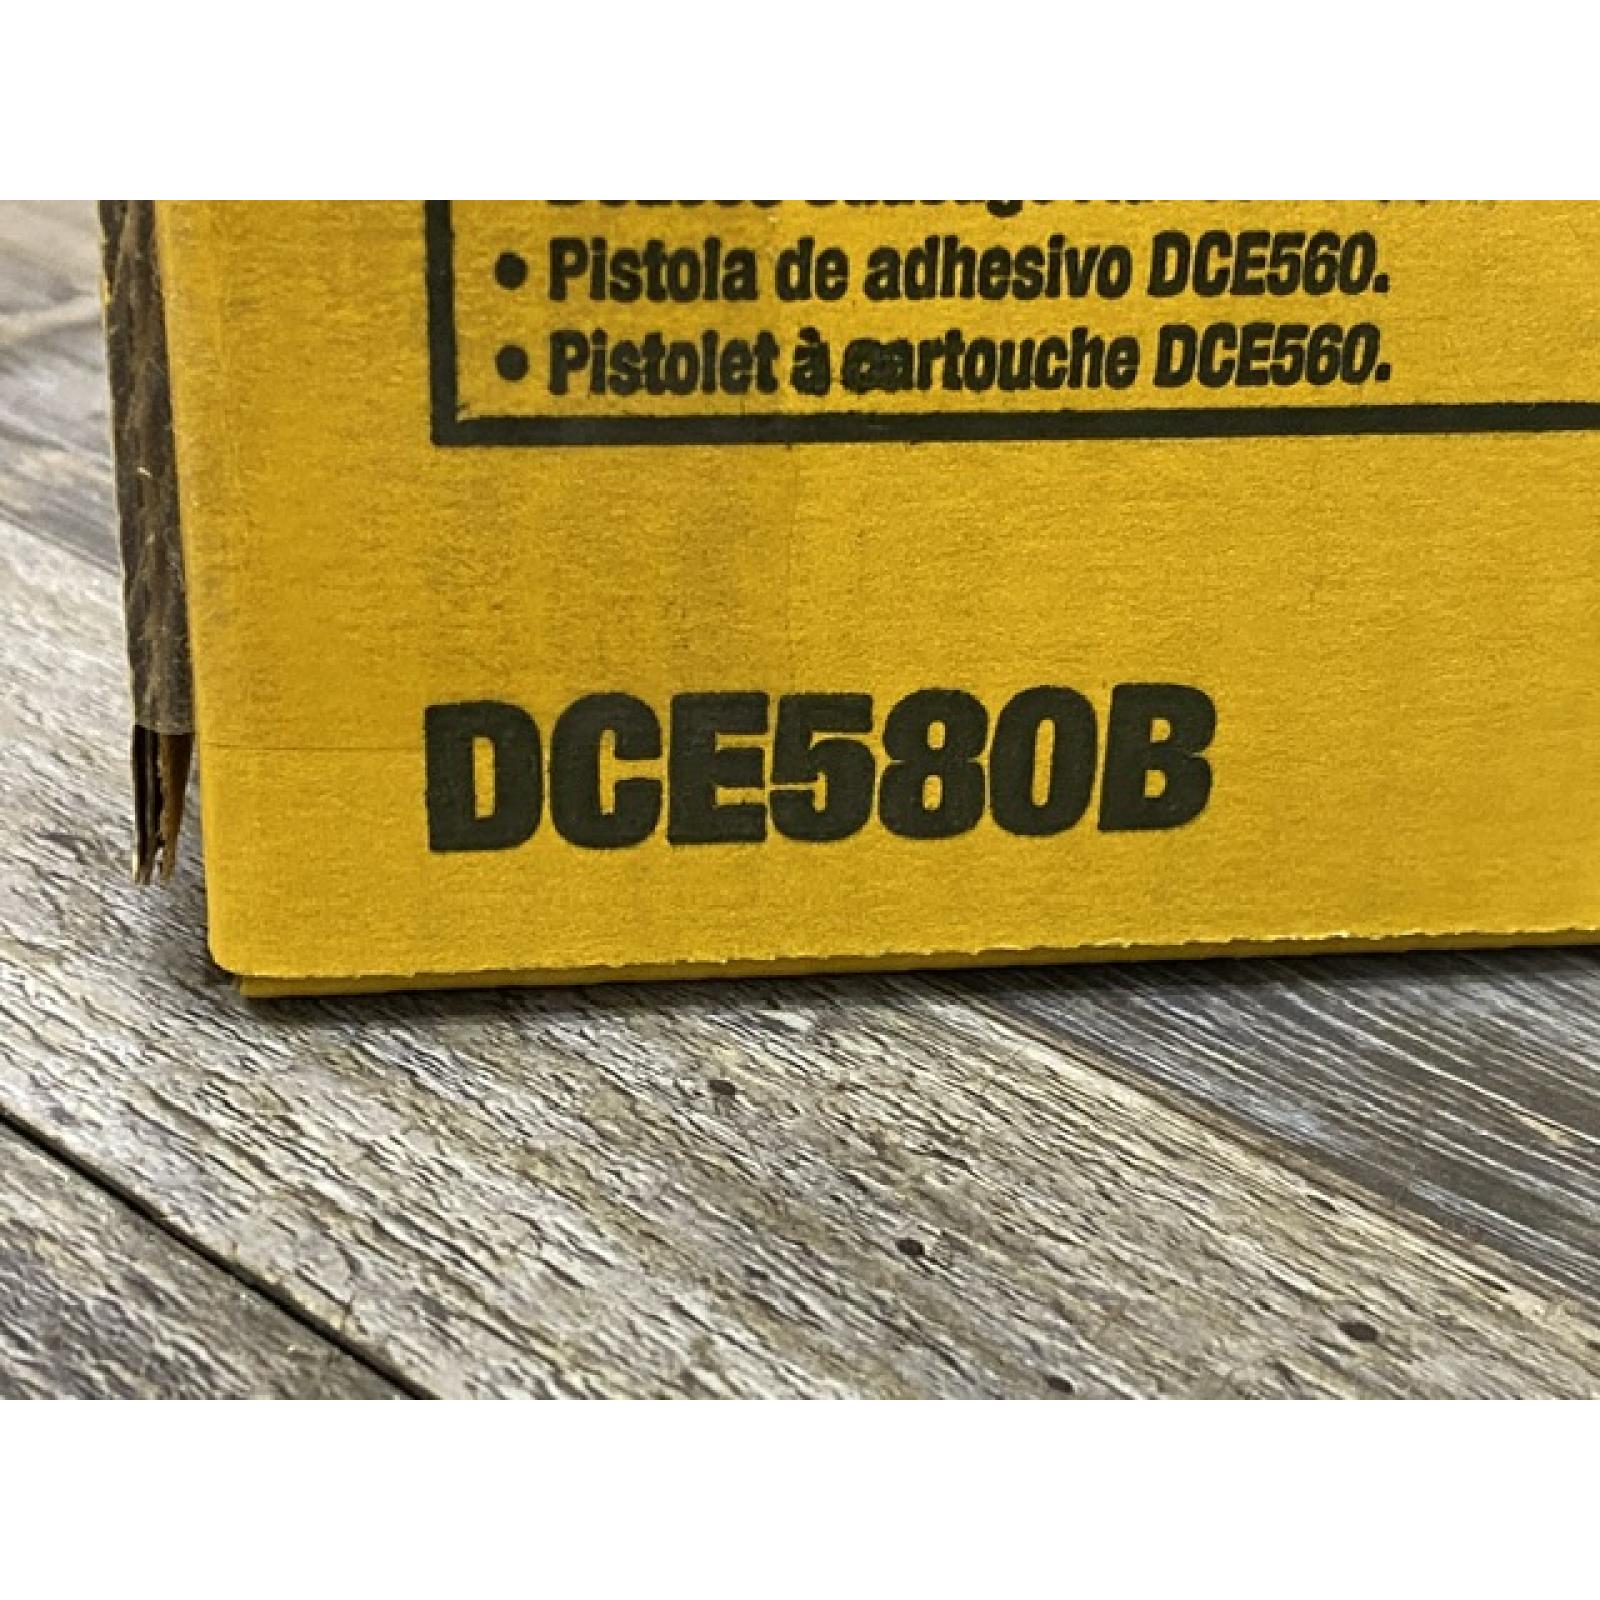 • Pistola de adhesivo DCE560.
• Pistolet à cartouche DCE560.
DCE580B